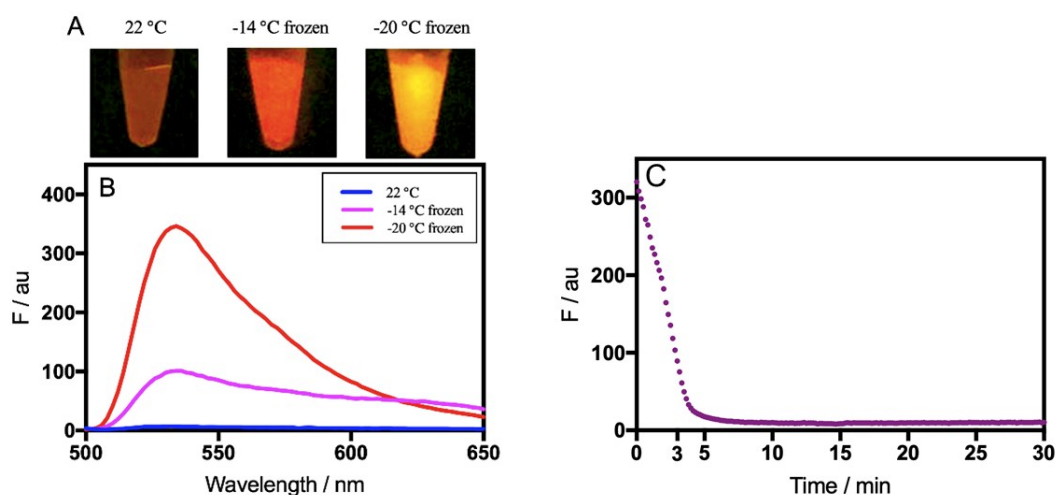 A
22 °C
-14 °C frozen
-20 °C frozen
B
22 °C
-14 °C frozen
-20 °C frozen
400
300
200
100
0
F / au
500
550
600
650
Wavelength / nm
C
300
200
100
0
F / au
0
3
5
10
15
20
25
30
Time / min